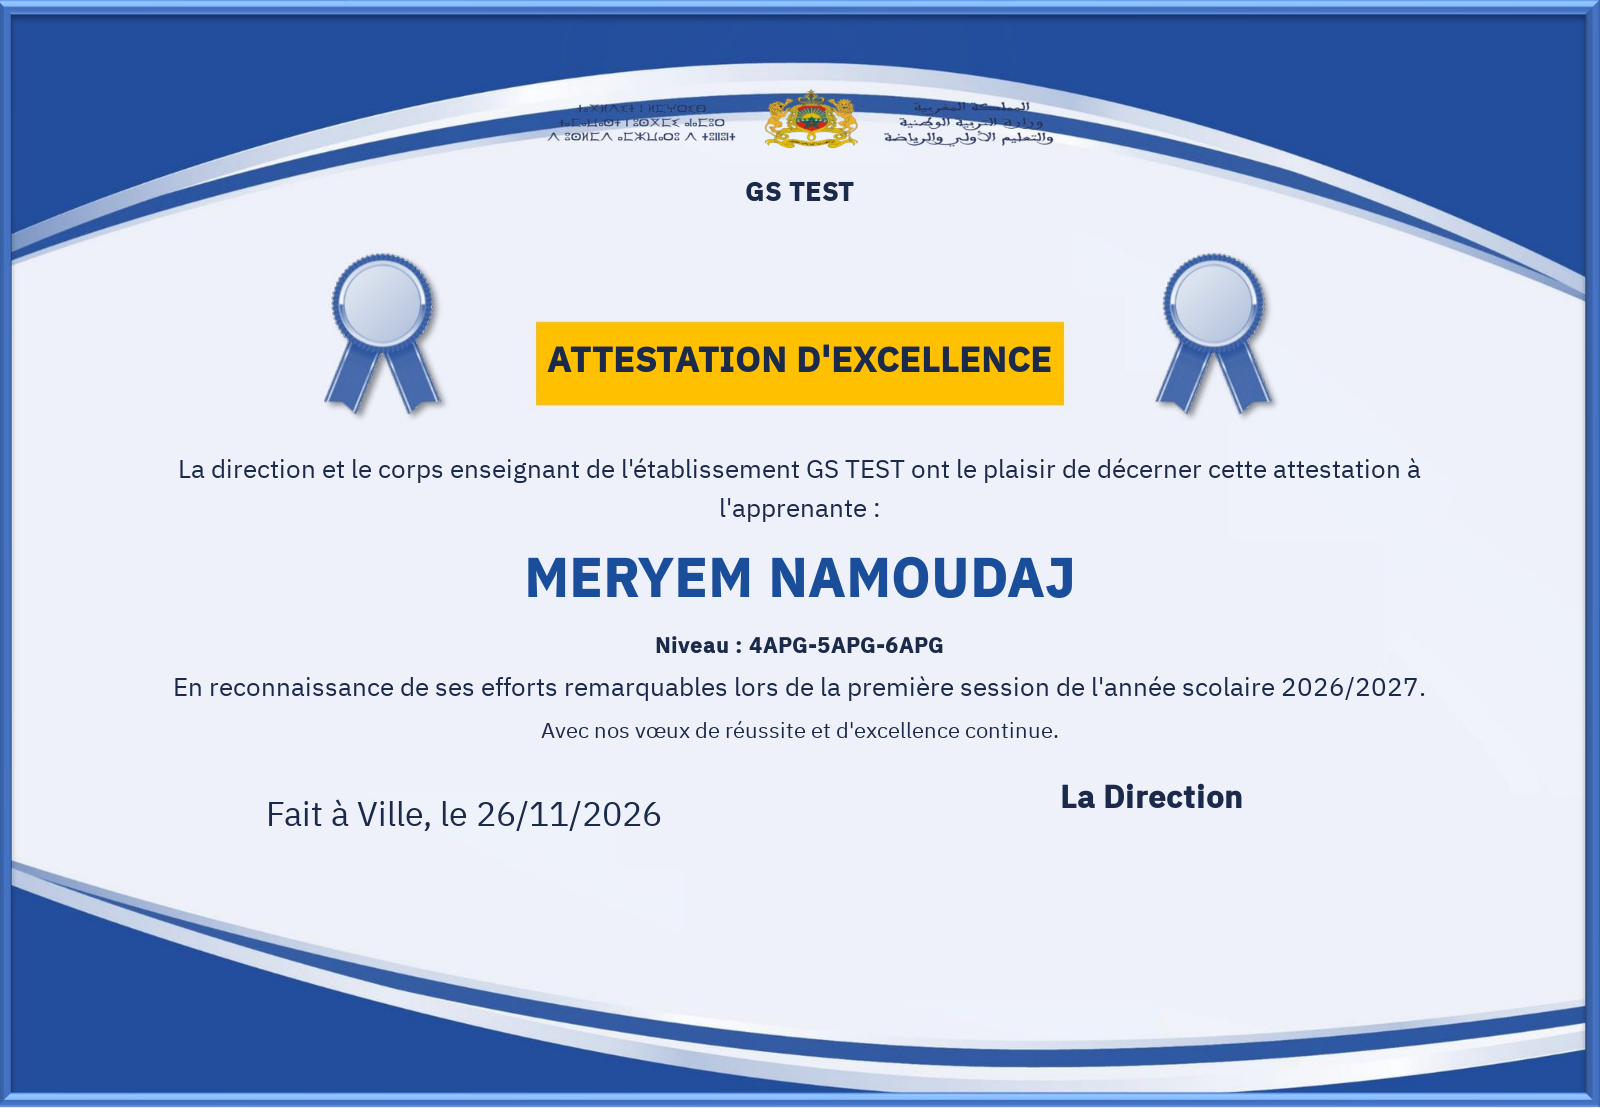 المملكة المغربية
وزارة التربية الوطنية
والتعليم الأولي والرياضة
GS TEST
ATTESTATION D'EXCELLENCE
La direction et le corps enseignant de l'établissement GS TEST ont le plaisir de décerner cette attestation à
l'apprenante :
MERYEM NAMOUDAJ
Niveau : 4APG-5APG-6APG
En reconnaissance de ses efforts remarquables lors de la première session de l'année scolaire 2026/2027.
Avec nos vœux de réussite et d'excellence continue.
La Direction
Fait à Ville, le 26/11/2026